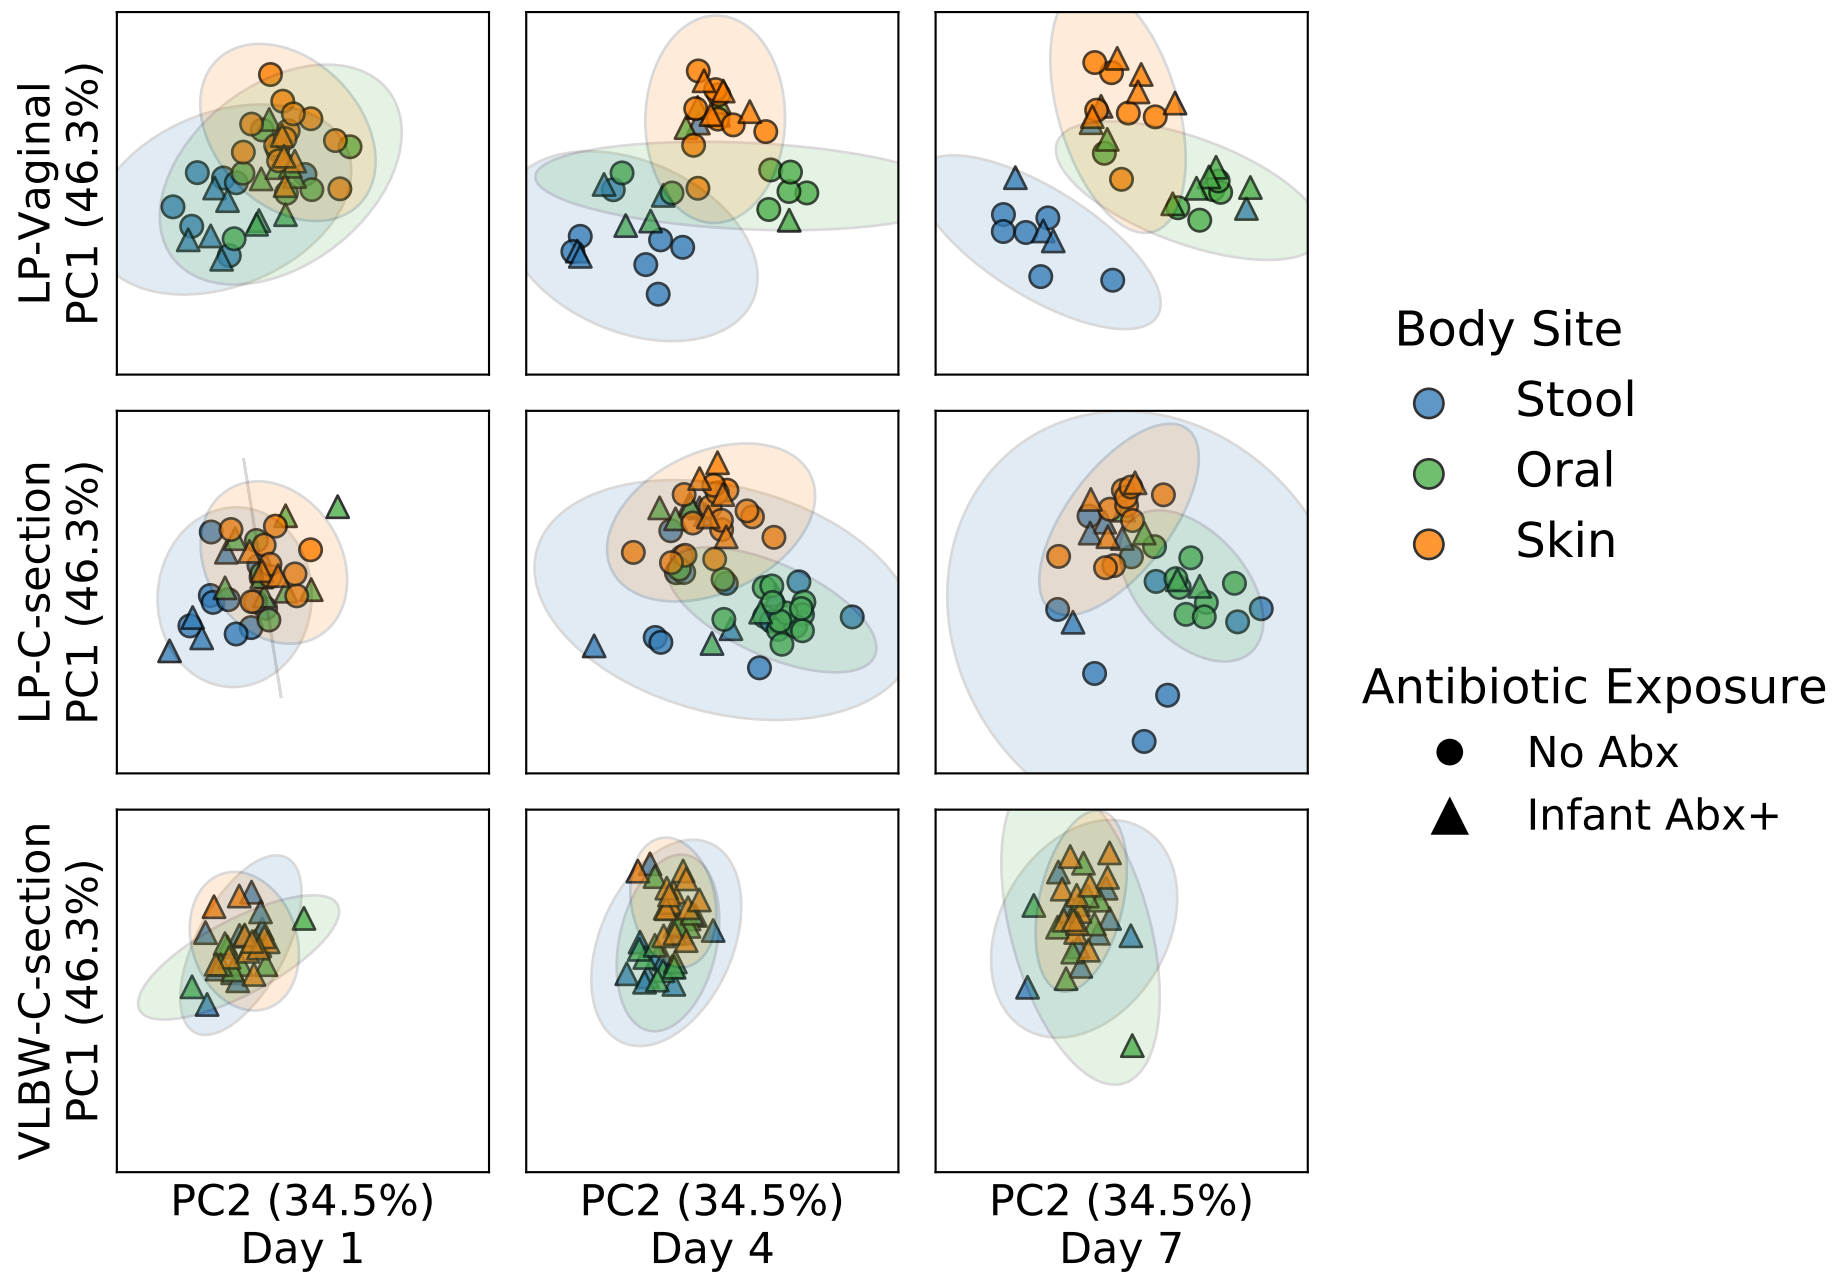 LP-Vaginal
PC1 (46.3%)
LP-C-section
PC1 (46.3%)
VLBW-C-section
PC1 (46.3%)
PC2 (34.5%)
Day 1
PC2 (34.5%)
Day 4
PC2 (34.5%)
Day 7
Body Site
Stool
Oral
Skin
Antibiotic Exposure
No Abx
Infant Abx+